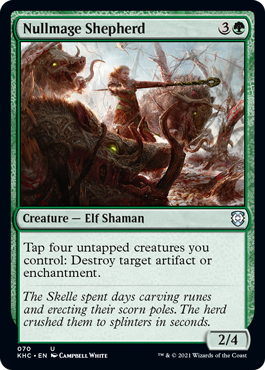 Nullmage Shepherd 3
Creature — Elf Shaman
Tap four untapped creatures you
control: Destroy target artifact or
enchantment.
The Skelle spent days carving runes
and erecting their scorn poles. The herd
crushed them to splinters in seconds.
2/4
070 U
KHC • EN CAMPBELL WHITE ™ & © 2021 Wizards of the Coast